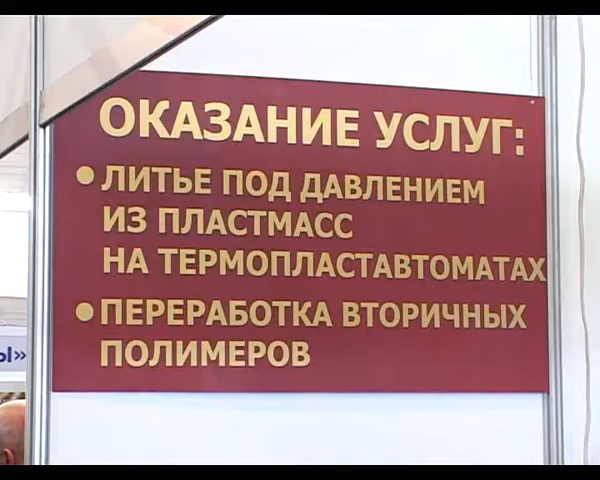 ОКАЗАНИЕ УСЛУГ:
• ЛИТЬЕ ПОД ДАВЛЕНИЕМ
ИЗ ПЛАСТМАСС
НА ТЕРМОПЛАСТАВТОМАТАХ
• ПЕРЕРАБОТКА ВТОРИЧНЫХ
ПОЛИМЕРОВ